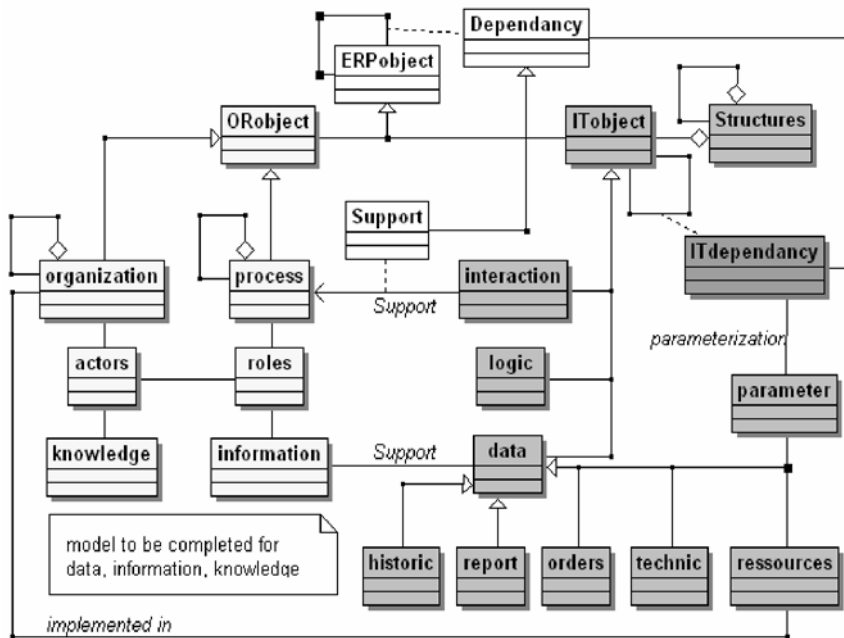 Dependancy
ERPobject
ORobject
ITobject
Structures
Support
organization
process
interaction
ITdependancy
Support
parameterization
actors
roles
logic
parameter
knowledge
information
Support
data
model to be completed for
data, information, knowledge
historic
report
orders
technic
ressources
implemented in